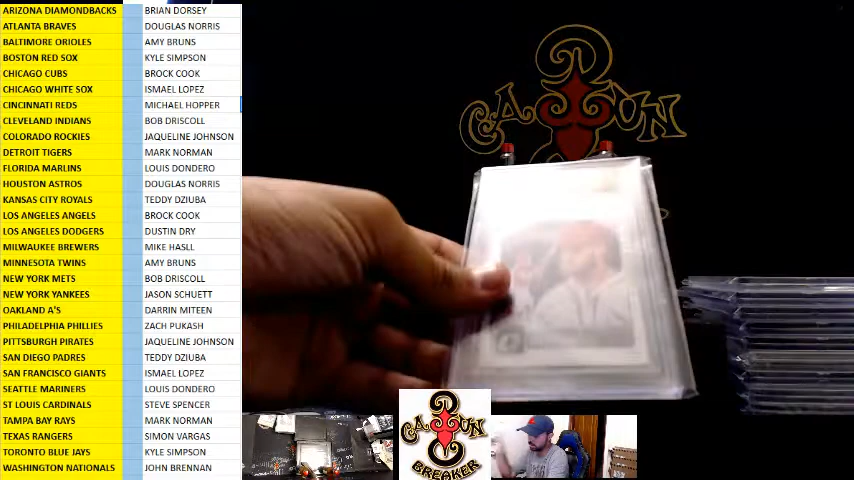 ARIZONA DIAMONDBACKS BRIAN DORSEY
ATLANTA BRAVES DOUGLAS NORRIS
BALTIMORE ORIOLES AMY BRUNS
BOSTON RED SOX KYLE SIMPSON
CHICAGO CUBS BROCK COOK
CHICAGO WHITE SOX ISMAEL LOPEZ
CINCINNATI REDS MICHAEL HOPPER
CLEVELAND INDIANS BOB DRISCOLL
COLORADO ROCKIES JAQUELINE JOHNSON
DETROIT TIGERS MARK NORMAN
FLORIDA MARLINS LOUIS DONDERO
HOUSTON ASTROS DOUGLAS NORRIS
KANSAS CITY ROYALS TEDDY DZIUBA
LOS ANGELES ANGELS BROCK COOK
LOS ANGELES DODGERS DUSTIN DRY
MILWAUKEE BREWERS MIKE HASLL
MINNESOTA TWINS AMY BRUNS
NEW YORK METS BOB DRISCOLL
NEW YORK YANKEES JASON SCHUETT
OAKLAND A'S DARRIN MITEEN
PHILADELPHIA PHILLIES ZACH PUKASH
PITTSBURGH PIRATES JAQUELINE JOHNSON
SAN DIEGO PADRES TEDDY DZIUBA
SAN FRANCISCO GIANTS ISMAEL LOPEZ
SEATTLE MARINERS LOUIS DONDERO
ST LOUIS CARDINALS STEVE SPENCER
TAMPA BAY RAYS MARK NORMAN
TEXAS RANGERS SIMON VARGAS
TORONTO BLUE JAYS KYLE SIMPSON
WASHINGTON NATIONALS JOHN BRENNAN
CAJUN
CAJUN
BREAKER